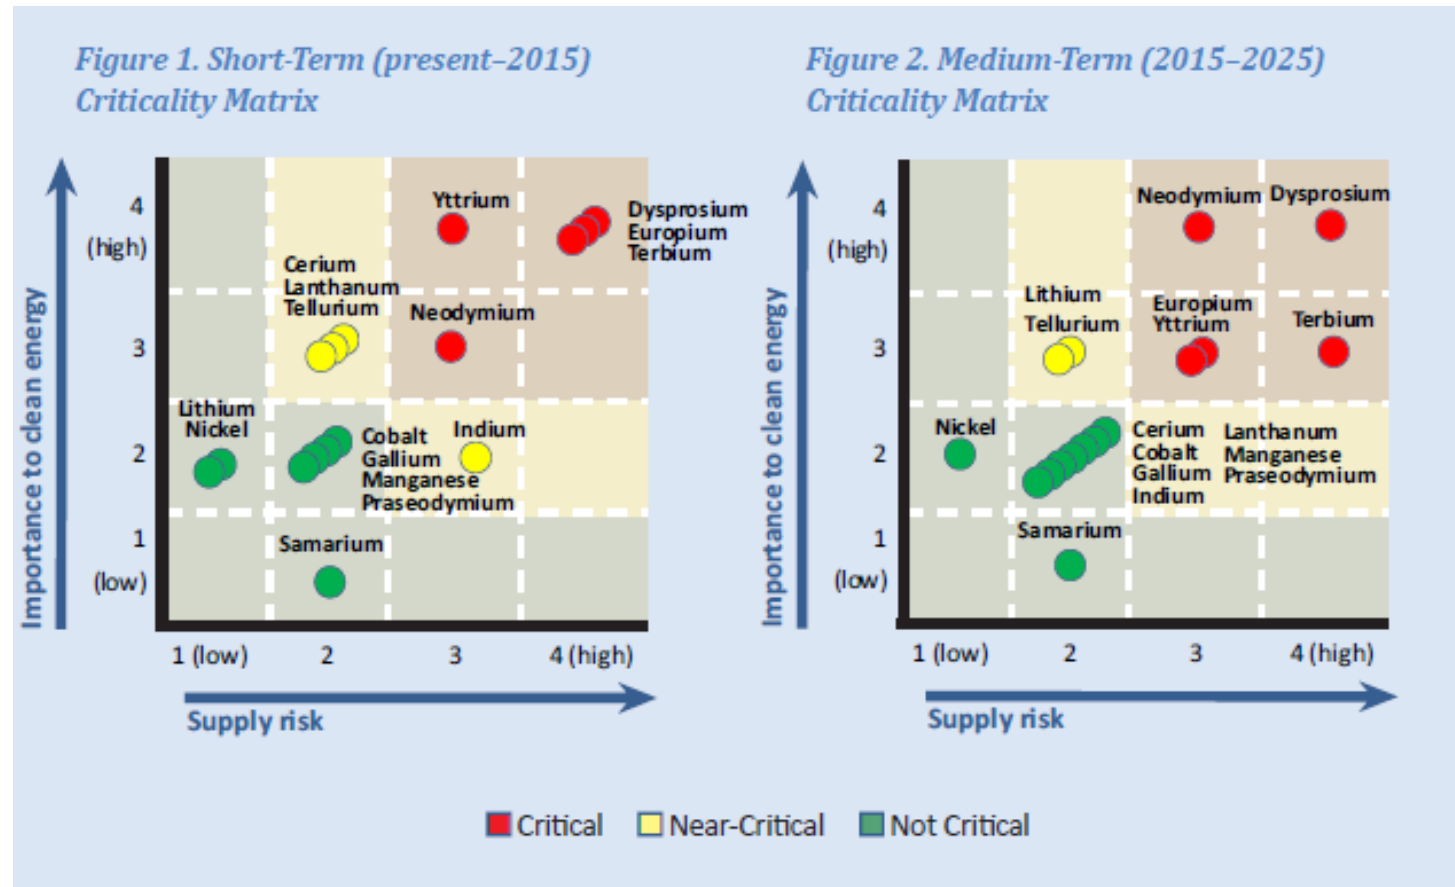 Figure 1. Short-Term (present–2015)
Criticality Matrix
Importance to clean energy
4
(high)
3
2
1
(low)
Yttrium
Dysprosium
Europium
Terbium
Cerium
Lanthanum
Tellurium
Neodymium
Lithium
Nickel
Cobalt
Gallium
Manganese
Praseodymium
Indium
Samarium
1 (low)
2
3
4 (high)
Supply risk
Figure 2. Medium-Term (2015–2025)
Criticality Matrix
Importance to clean energy
4
(high)
3
2
1
(low)
Neodymium
Dysprosium
Lithium
Tellurium
Europium
Yttrium
Terbium
Nickel
Cerium
Cobalt
Gallium
Indium
Lanthanum
Manganese
Praseodymium
Samarium
1 (low)
2
3
4 (high)
Supply risk
Critical
Near-Critical
Not Critical